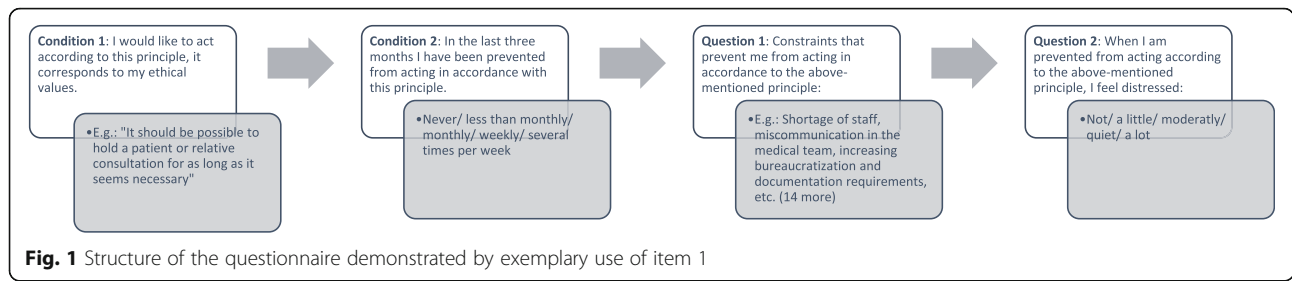 Condition 1: I would like to act
according to this principle, it
corresponds to my ethical
values.
•E.g.: "It should be possible to
hold a patient or relative
consultation for as long as it
seems necessary"
Condition 2: In the last three
months I have been prevented
from acting in accordance with
this principle.
•Never/ less than monthly/
monthly/ weekly/ several
times per week
Question 1: Constraints that
prevent me from acting in
accordance to the above-
mentioned principle:
•E.g.: Shortage of staff,
miscommunication in the
medical team, increasing
bureaucratization and
documentation requirements,
etc. (14 more)
Question 2: When I am
prevented from acting according
to the above-mentioned
principle, I feel distressed:
•Not/ a little/ moderatly/
quiet/ a lot
Fig. 1 Structure of the questionnaire demonstrated by exemplary use of item 1